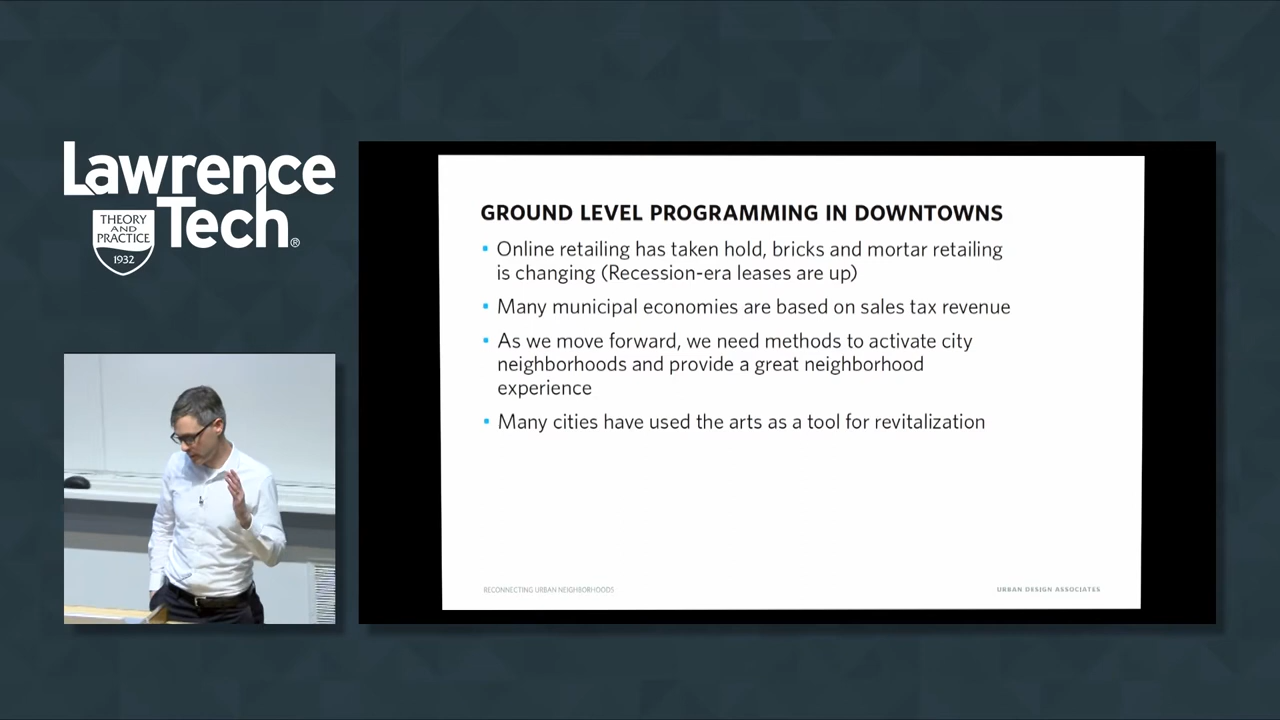 Lawrence
Tech®
THEORY
AND
PRACTICE
1932
GROUND LEVEL PROGRAMMING IN DOWNTOWNS
▪ Online retailing has taken hold, bricks and mortar retailing
is changing (Recession-era leases are up)
▪ Many municipal economies are based on sales tax revenue
▪ As we move forward, we need methods to activate city
neighborhoods and provide a great neighborhood
experience
▪ Many cities have used the arts as a tool for revitalization
RECONNECTING URBAN NEIGHBORHOODS
URBAN DESIGN ASSOCIATES